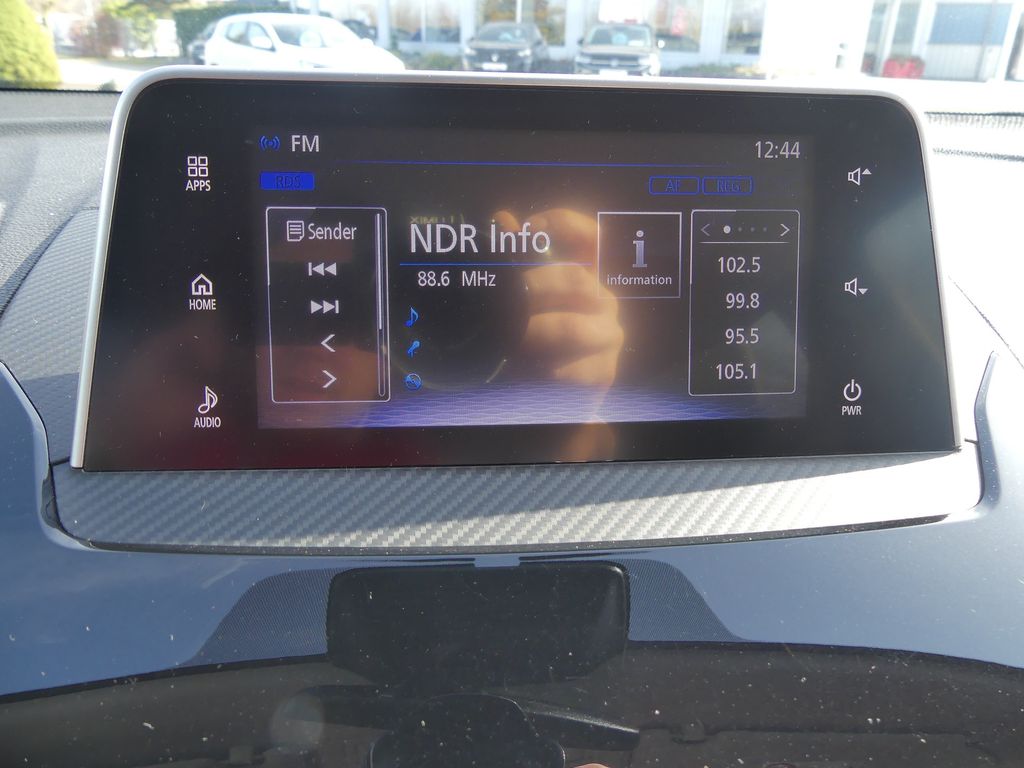 FM
12:44
RDS
AF REG
APPS
Sender
NDR Info
88.6 MHz
information
102.5
99.8
95.5
105.1
HOME
AUDIO
PWR